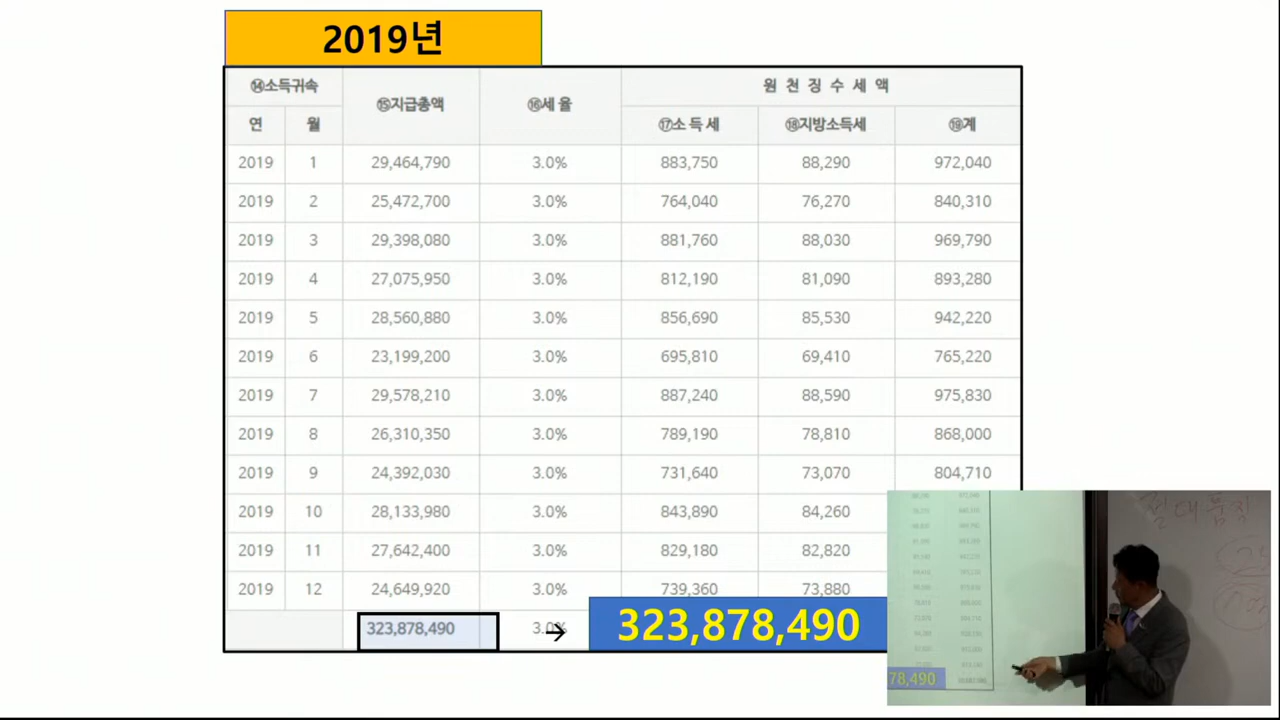 2019년
⑭소득귀속 ⑮지급총액 ⑯세 율 원 천 징 수 세 액
연 월 ⑰소 득 세 ⑱지방소득세 ⑲계
2019 1 29,464,790 3.0% 883,750 88,290 972,040
2019 2 25,472,700 3.0% 764,040 76,270 840,310
2019 3 29,398,080 3.0% 881,760 88,030 969,790
2019 4 27,075,950 3.0% 812,190 81,090 893,280
2019 5 28,560,880 3.0% 856,690 85,530 942,220
2019 6 23,199,200 3.0% 695,810 69,410 765,220
2019 7 29,578,210 3.0% 887,240 88,590 975,830
2019 8 26,310,350 3.0% 789,190 78,810 868,000
2019 9 24,392,030 3.0% 731,640 73,070 804,710
2019 10 28,133,980 3.0% 843,890 84,260
2019 11 27,642,400 3.0% 829,180 82,820
2019 12 24,649,920 3.0% 739,360 73,880
323,878,490 3.0% → 323,878,490
절대품질
78,490